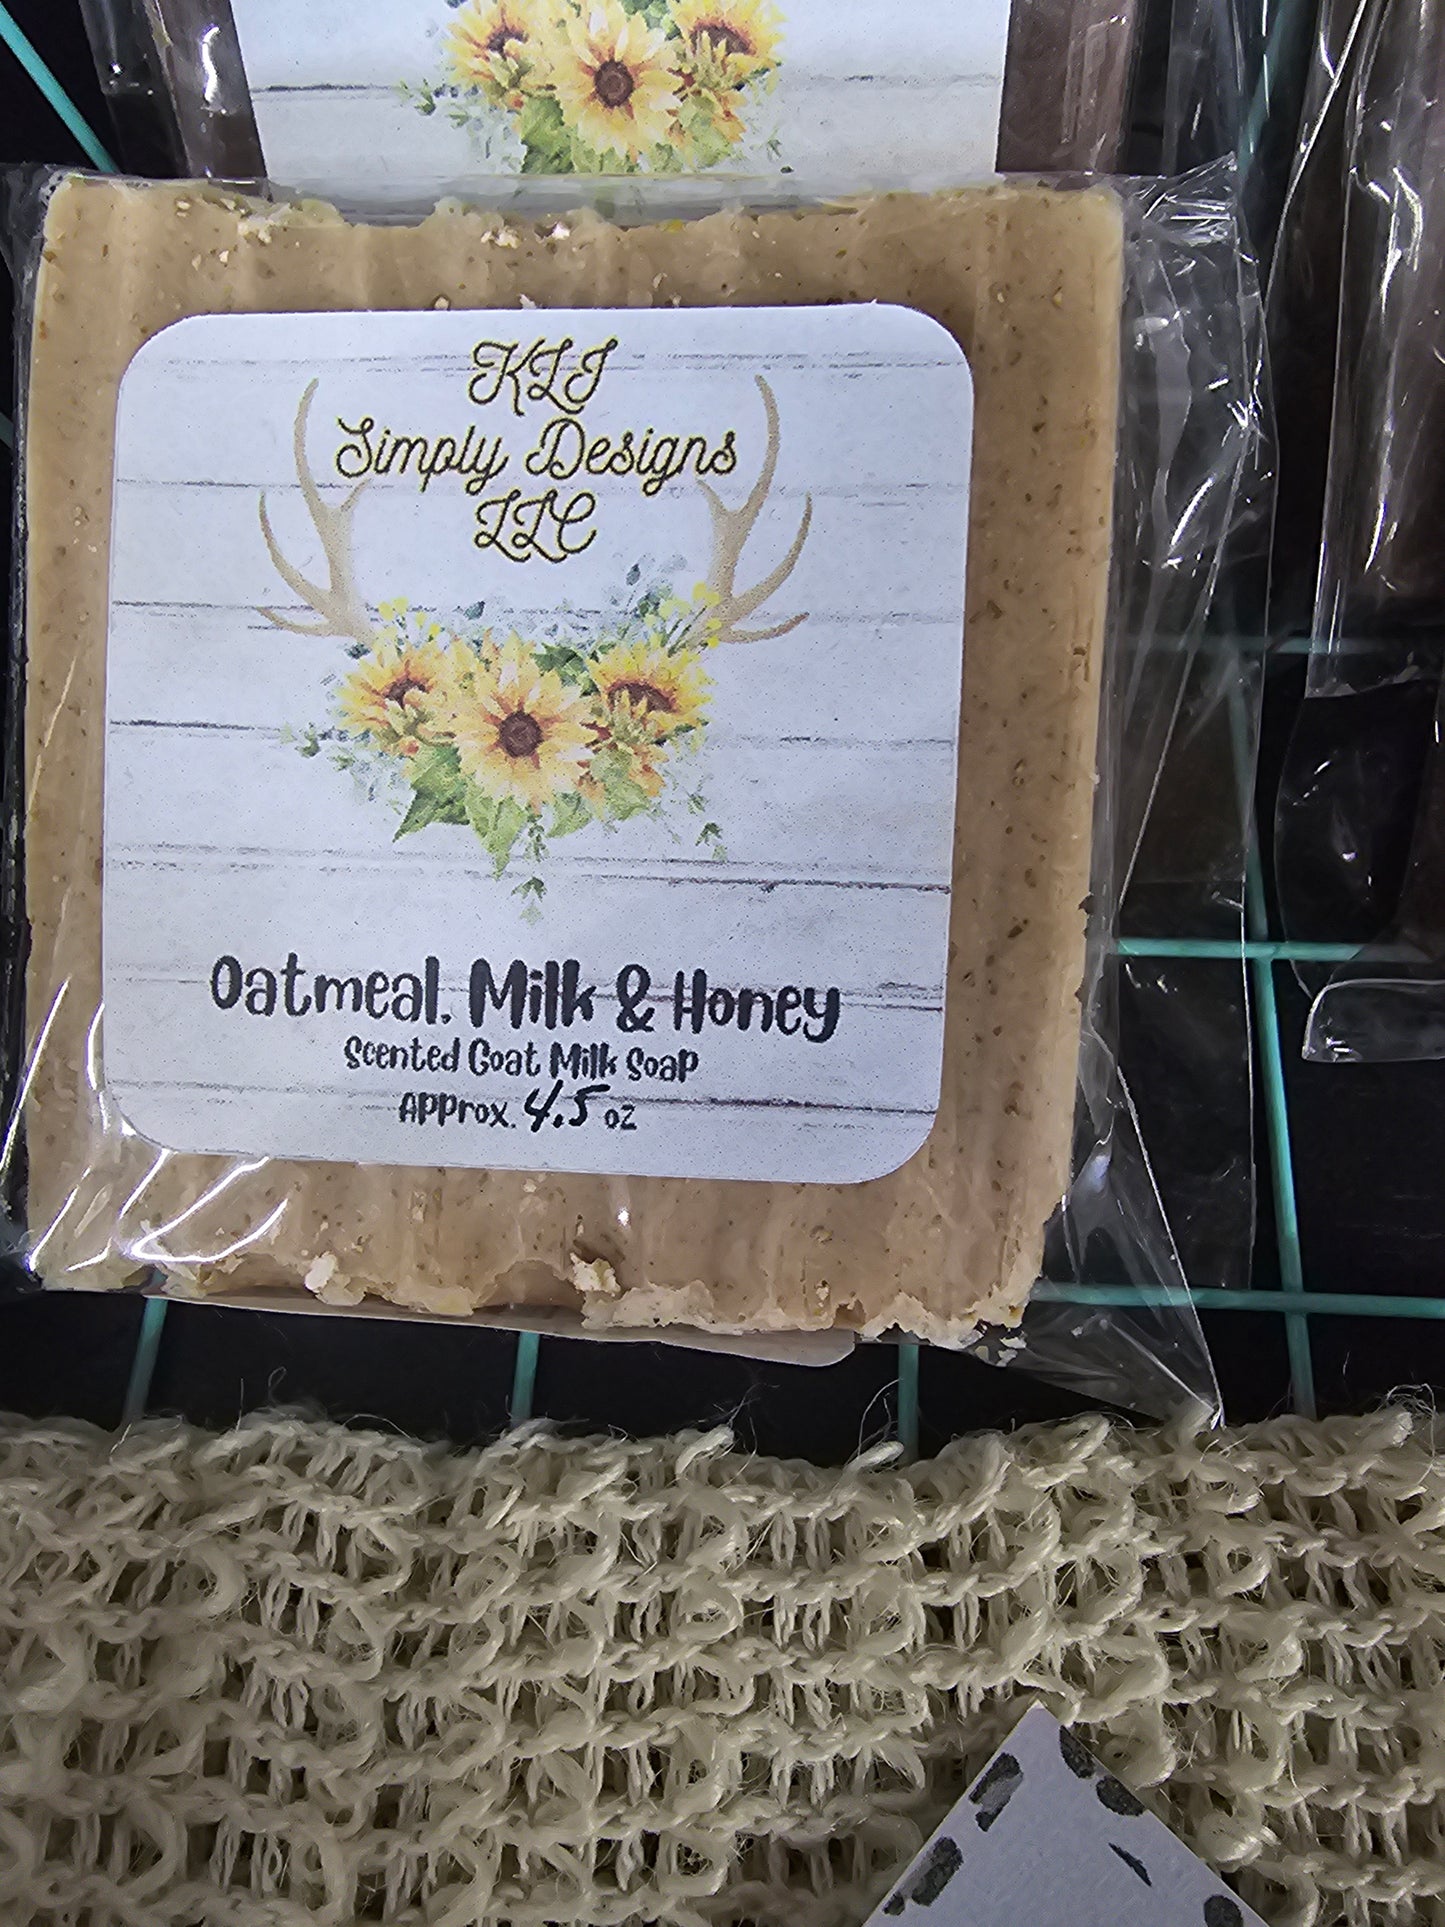 KLJ
Simply Designs
LLC
Oatmeal, Milk & Honey
Scented Goat Milk Soap
Approx. 4.5 oz